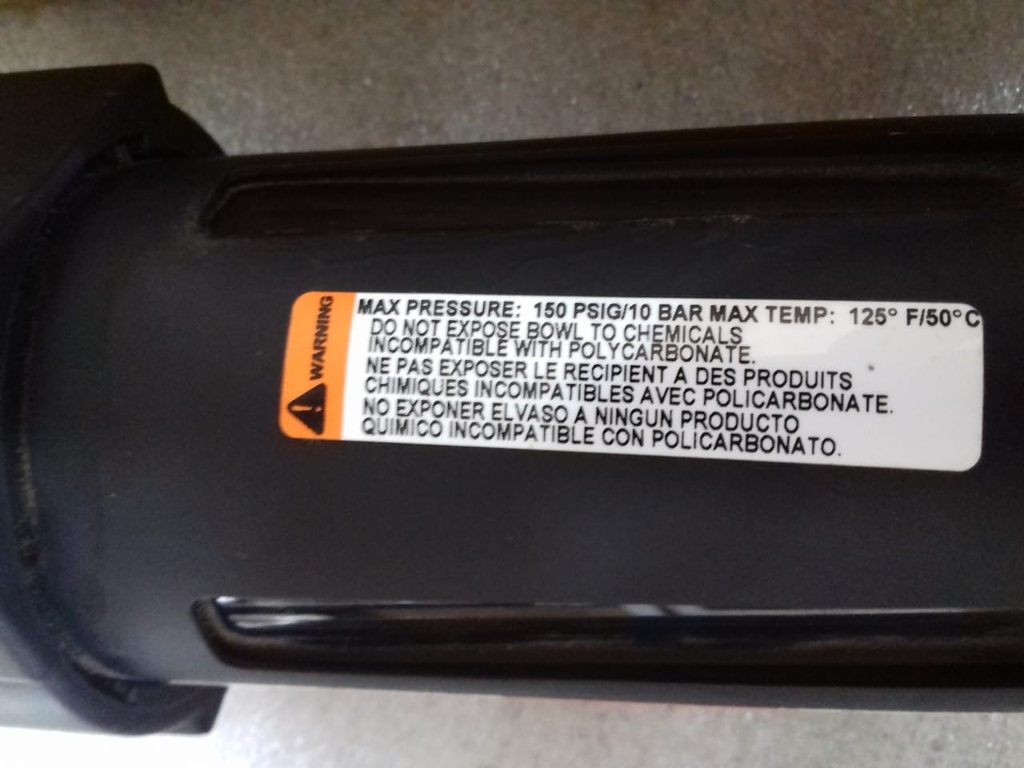 WARNING
MAX PRESSURE: 150 PSIG/10 BAR MAX TEMP: 125° F/50°C
DO NOT EXPOSE BOWL TO CHEMICALS
INCOMPATIBLE WITH POLYCARBONATE.
NE PAS EXPOSER LE RECIPIENT A DES PRODUITS
CHIMIQUES INCOMPATIBLES AVEC POLICARBONATE.
NO EXPONER ELVASO A NINGUN PRODUCTO
QUIMICO INCOMPATIBLE CON POLICARBONATO.